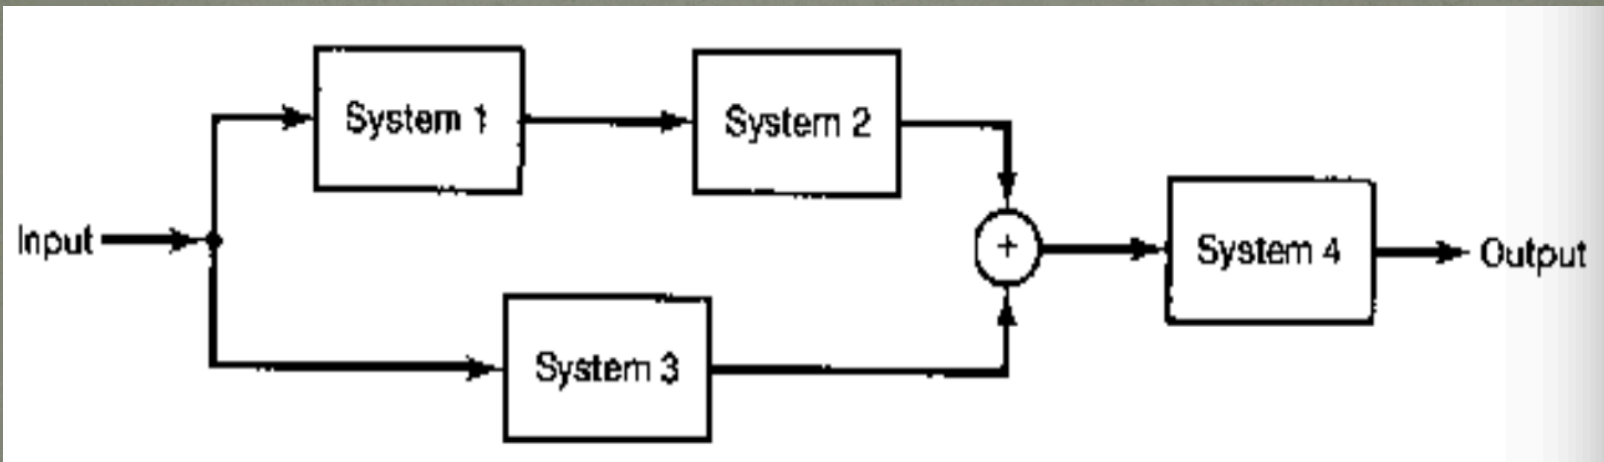 System 1
System 2
Input
+
System 4
Output
System 3